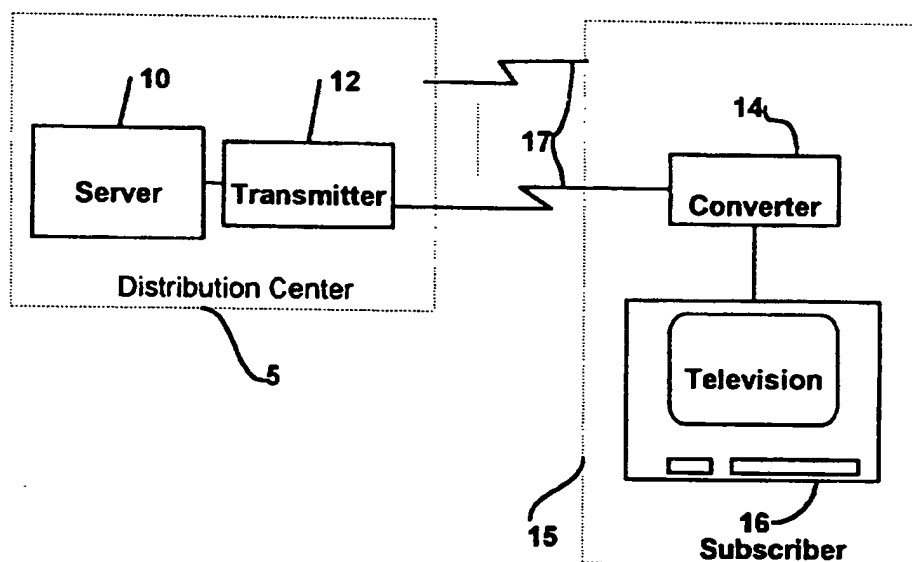 10
12
Server
Transmitter
Distribution Center
5
17
14
Converter
Television
15
16
Subscriber